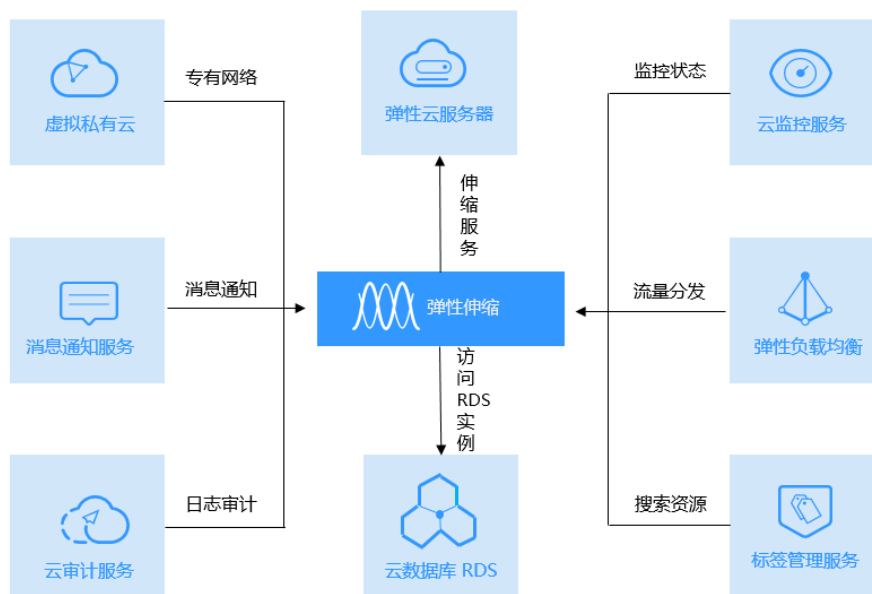 专有网络
虚拟私有云
弹性云服务器
监控状态
云监控服务
伸
缩
服
务
消息通知
消息通知服务
弹性伸缩
流量分发
弹性负载均衡
访
问
RDS
实
例
日志审计
云审计服务
云数据库 RDS
搜索资源
标签管理服务